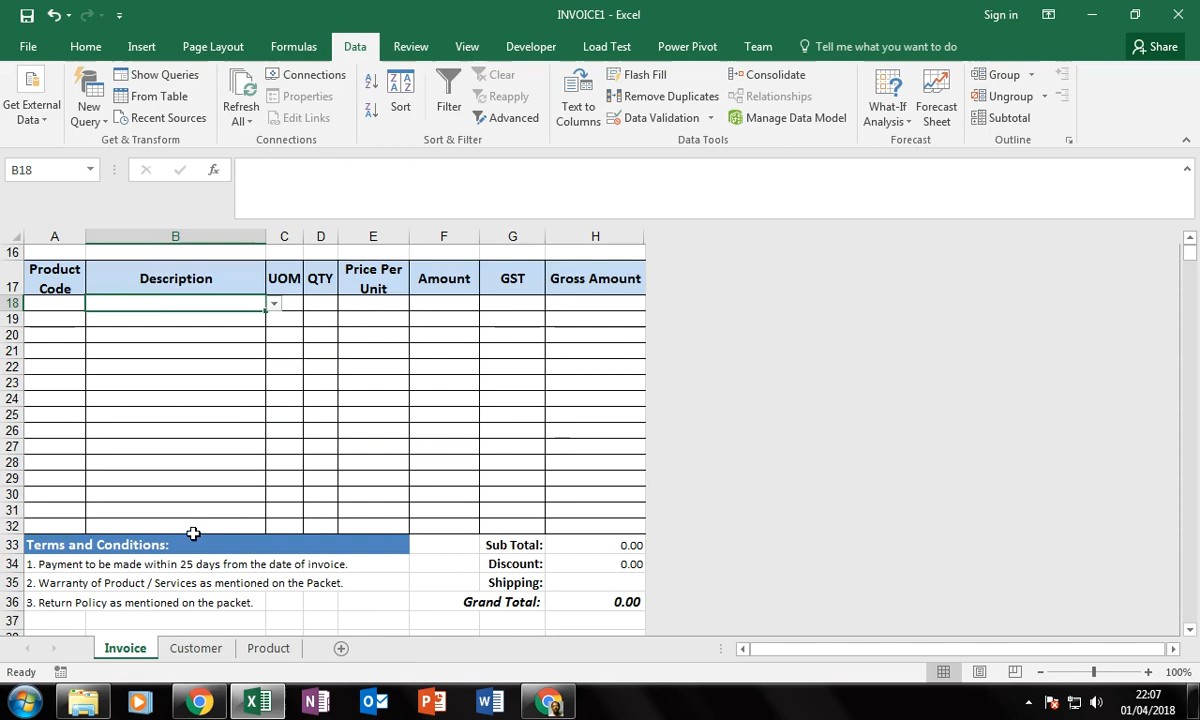 INVOICE1 - Excel
Sign in
File Home Insert Page Layout Formulas Data Review View Developer Load Test Power Pivot Team Tell me what you want to do Share
Get External Data
New Query
Show Queries
From Table
Recent Sources
Get & Transform
Refresh All
Connections
Properties
Edit Links
Connections
Sort
Filter
Clear
Reapply
Advanced
Sort & Filter
Text to Columns
Flash Fill
Remove Duplicates
Data Validation
Consolidate
Relationships
Manage Data Model
Data Tools
What-If Analysis
Forecast Sheet
Forecast
Group
Ungroup
Subtotal
Outline
B18
fx
A B C D E F G H
16
17 Product Code Description UOM QTY Price Per Unit Amount GST Gross Amount
18
19
20
21
22
23
24
25
26
27
28
29
30
31
32
33 Terms and Conditions: Sub Total: 0.00
34 1. Payment to be made within 25 days from the date of invoice. Discount: 0.00
35 2. Warranty of Product / Services as mentioned on the Packet. Shipping:
36 3. Return Policy as mentioned on the packet. Grand Total: 0.00
37
Invoice Customer Product
Ready
100%
22:07
01/04/2018